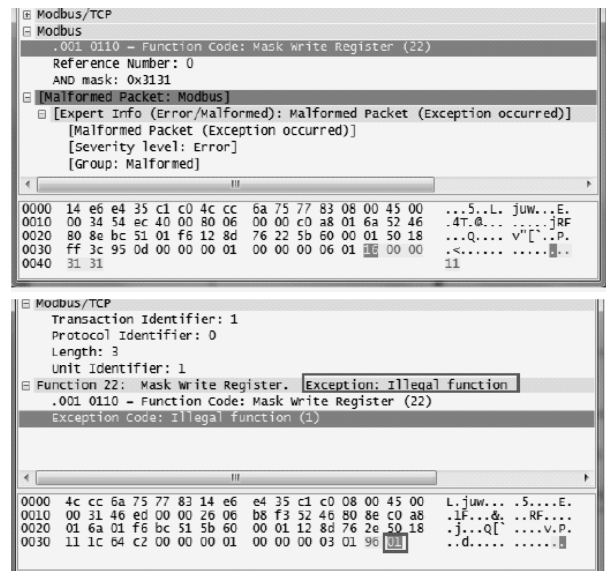 Modbus/TCP
Modbus
.001 0110 – Function Code: Mask Write Register (22)
Reference Number: 0
AND mask: 0x3131
[Malformed Packet: Modbus]
[Expert Info (Error/Malformed): Malformed Packet (Exception occurred)]
[Malformed Packet (Exception occurred)]
[Severity level: Error]
[Group: Malformed]
0000 14 e6 e4 35 c1 c0 4c cc 6a 75 77 83 08 00 45 00 ...5..L. juw...E.
0010 00 34 54 ec 40 00 80 06 00 00 c0 a8 01 6a 52 46 .4T.@... .....jRF
0020 80 8e bc 51 01 f6 12 8d 76 22 5b 60 00 01 50 18 ...Q.... v"[`..P.
0030 ff 3c 95 0d 00 00 00 01 00 00 00 06 01 16 00 00 .<...... ........
0040 31 31 11
Modbus/TCP
Transaction Identifier: 1
Protocol Identifier: 0
Length: 3
Unit Identifier: 1
Function 22: Mask Write Register. Exception: Illegal function
.001 0110 – Function Code: Mask Write Register (22)
Exception Code: Illegal function (1)
0000 4c cc 6a 75 77 83 14 e6 e4 35 c1 c0 08 00 45 00 L.juw... .5....E.
0010 00 31 46 ed 00 00 26 06 b8 f3 52 46 80 8e c0 a8 .1F...&. ..RF....
0020 01 6a 01 f6 bc 51 5b 60 00 01 12 8d 76 2e 50 18 .j...Q[` ....v.P.
0030 11 1c 64 c2 00 00 00 01 00 00 00 03 01 96 01 ..d..... .......